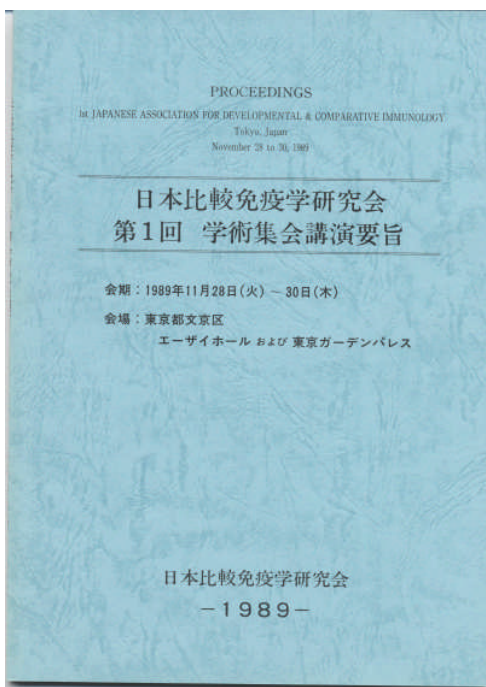 PROCEEDINGS
1st JAPANESE ASSOCIATION FOR DEVELOPMENTAL & COMPARATIVE IMMUNOLOGY
Tokyo, Japan
November 28 to 30, 1989
日本比較免疫学研究会
第1回 学術集会講演要旨
会期：1989年11月28日(火) ～ 30日(木)
会場：東京都文京区
エーザイホール および 東京ガーデンパレス
日本比較免疫学研究会
－1989－